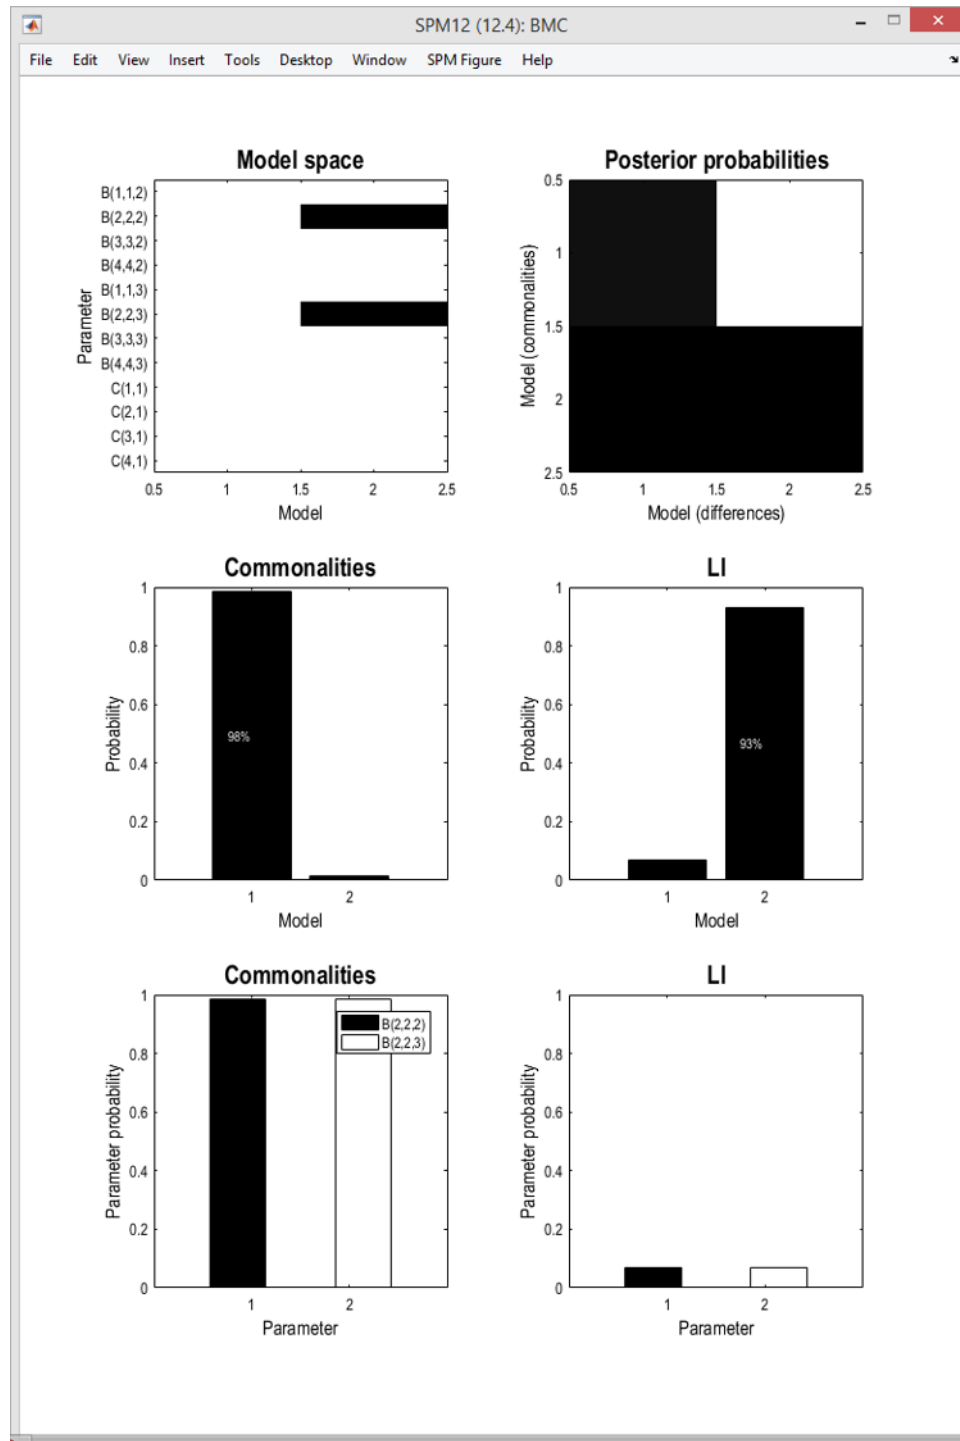 SPM12 (12.4): BMC
File Edit View Insert Tools Desktop Window SPM Figure Help
Model space
Parameter
B(1,1,2)
B(2,2,2)
B(3,3,2)
B(4,4,2)
B(1,1,3)
B(2,2,3)
B(3,3,3)
B(4,4,3)
C(1,1)
C(2,1)
C(3,1)
C(4,1)
0.5 1 1.5 2 2.5
Model
Posterior probabilities
Model (commonalities)
0.5
1
1.5
2
2.5
0.5 1 1.5 2 2.5
Model (differences)
Commonalities
Probability
1
0.8
0.6
0.4
0.2
0
98%
1 2
Model
LI
Probability
1
0.8
0.6
0.4
0.2
0
93%
1 2
Model
Commonalities
Parameter probability
1
0.8
0.6
0.4
0.2
0
B(2,2,2)
B(2,2,3)
1 2
Parameter
LI
Parameter probability
1
0.8
0.6
0.4
0.2
0
1 2
Parameter